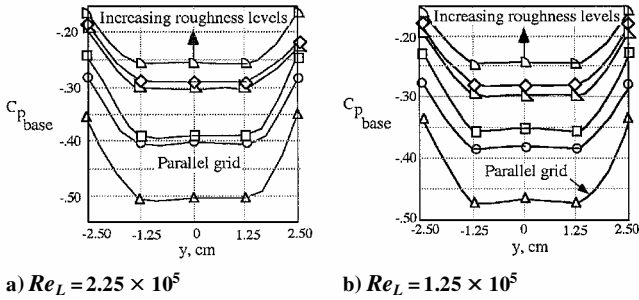 Increasing roughness levels
-.20
-.30
C p base
-.40
Parallel grid
-.50
-2.50 -1.25 0 1.25 2.50
y, cm
a) Re_L = 2.25 × 10^5
Increasing roughness levels
-.20
-.30
C p base
-.40
Parallel grid
-.50
-2.50 -1.25 0 1.25 2.50
y, cm
b) Re_L = 1.25 × 10^5